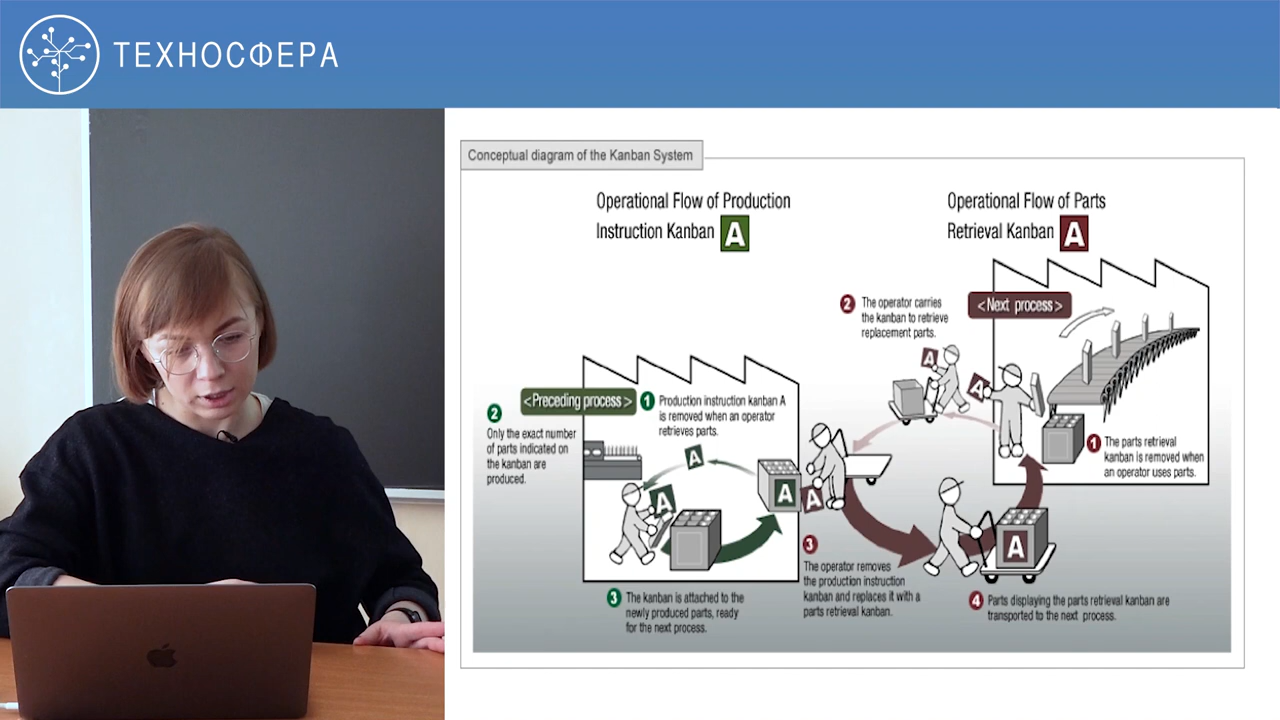 ТЕХНОСФЕРА
Conceptual diagram of the Kanban System
Operational Flow of Production
Instruction Kanban A
Operational Flow of Parts
Retrieval Kanban A
2 The operator carries
the kanban to retrieve
replacement parts.
<Next process>
A
A
1 The parts retrieval
kanban is removed when
an operator uses parts.
<Preceding process>
1 Production instruction kanban A
is removed when an operator
retrieves parts.
2
Only the exact number
of parts indicated on
the kanban are
produced.
A
A
A
A
A
3
The operator removes
the production instruction
kanban and replaces it with a
parts retrieval kanban.
3 The kanban is attached to the
newly produced parts, ready
for the next process.
4 Parts displaying the parts retrieval kanban are
transported to the next process.